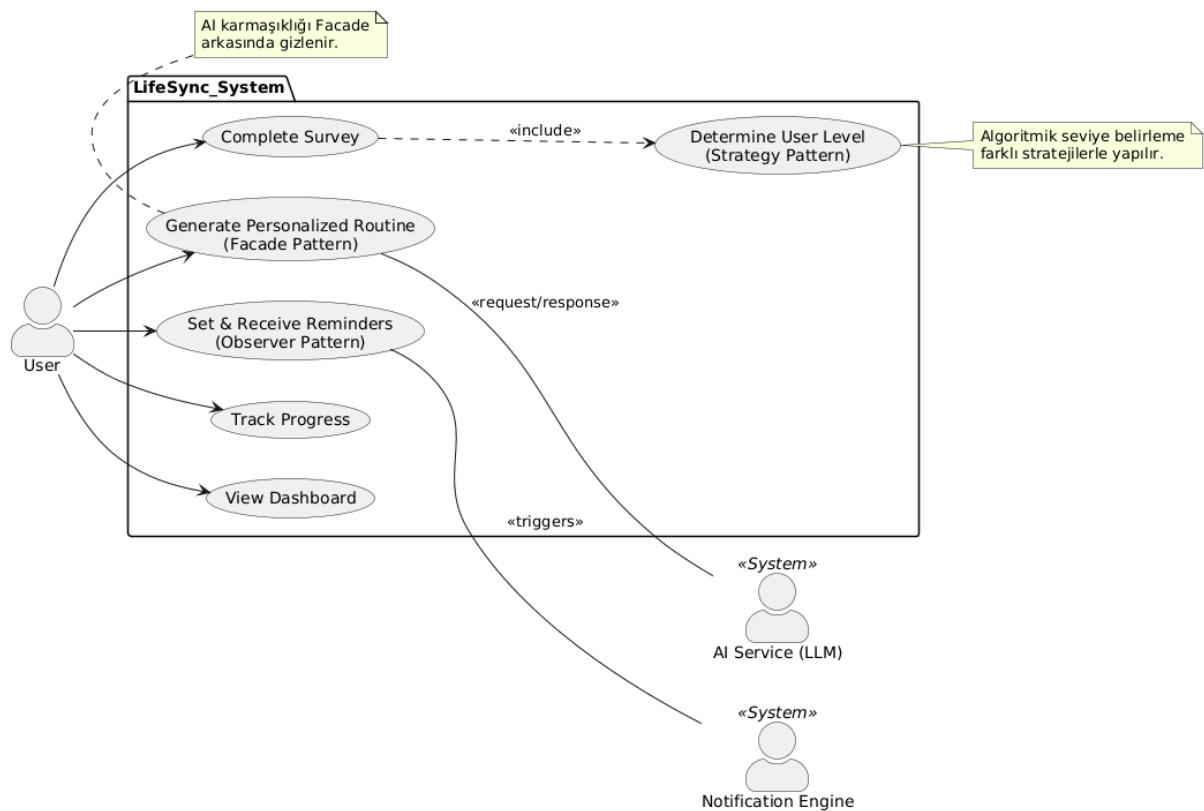 AI karmaşıklığı Facade
arkasında gizlenir.
LifeSync_System
Complete Survey
«include»
Determine User Level
(Strategy Pattern)
Algoritmik seviye belirleme
farklı stratejilerle yapılır.
Generate Personalized Routine
(Facade Pattern)
«request/response»
Set & Receive Reminders
(Observer Pattern)
User
Track Progress
View Dashboard
«triggers»
«System»
AI Service (LLM)
«System»
Notification Engine